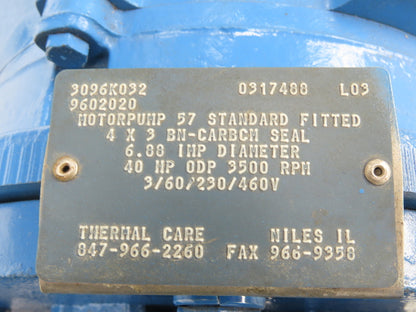 3096K032 0317488 L03
9602020
MOTORPUMP 57 STANDARD FITTED
4 X 3 BN-CARBCM SEAL
6.88 IMP DIAMETER
40 HP ODP 3500 RPM
3/60/230/460V
THERMAL CARE NILES IL
847-966-2260 FAX 966-9358